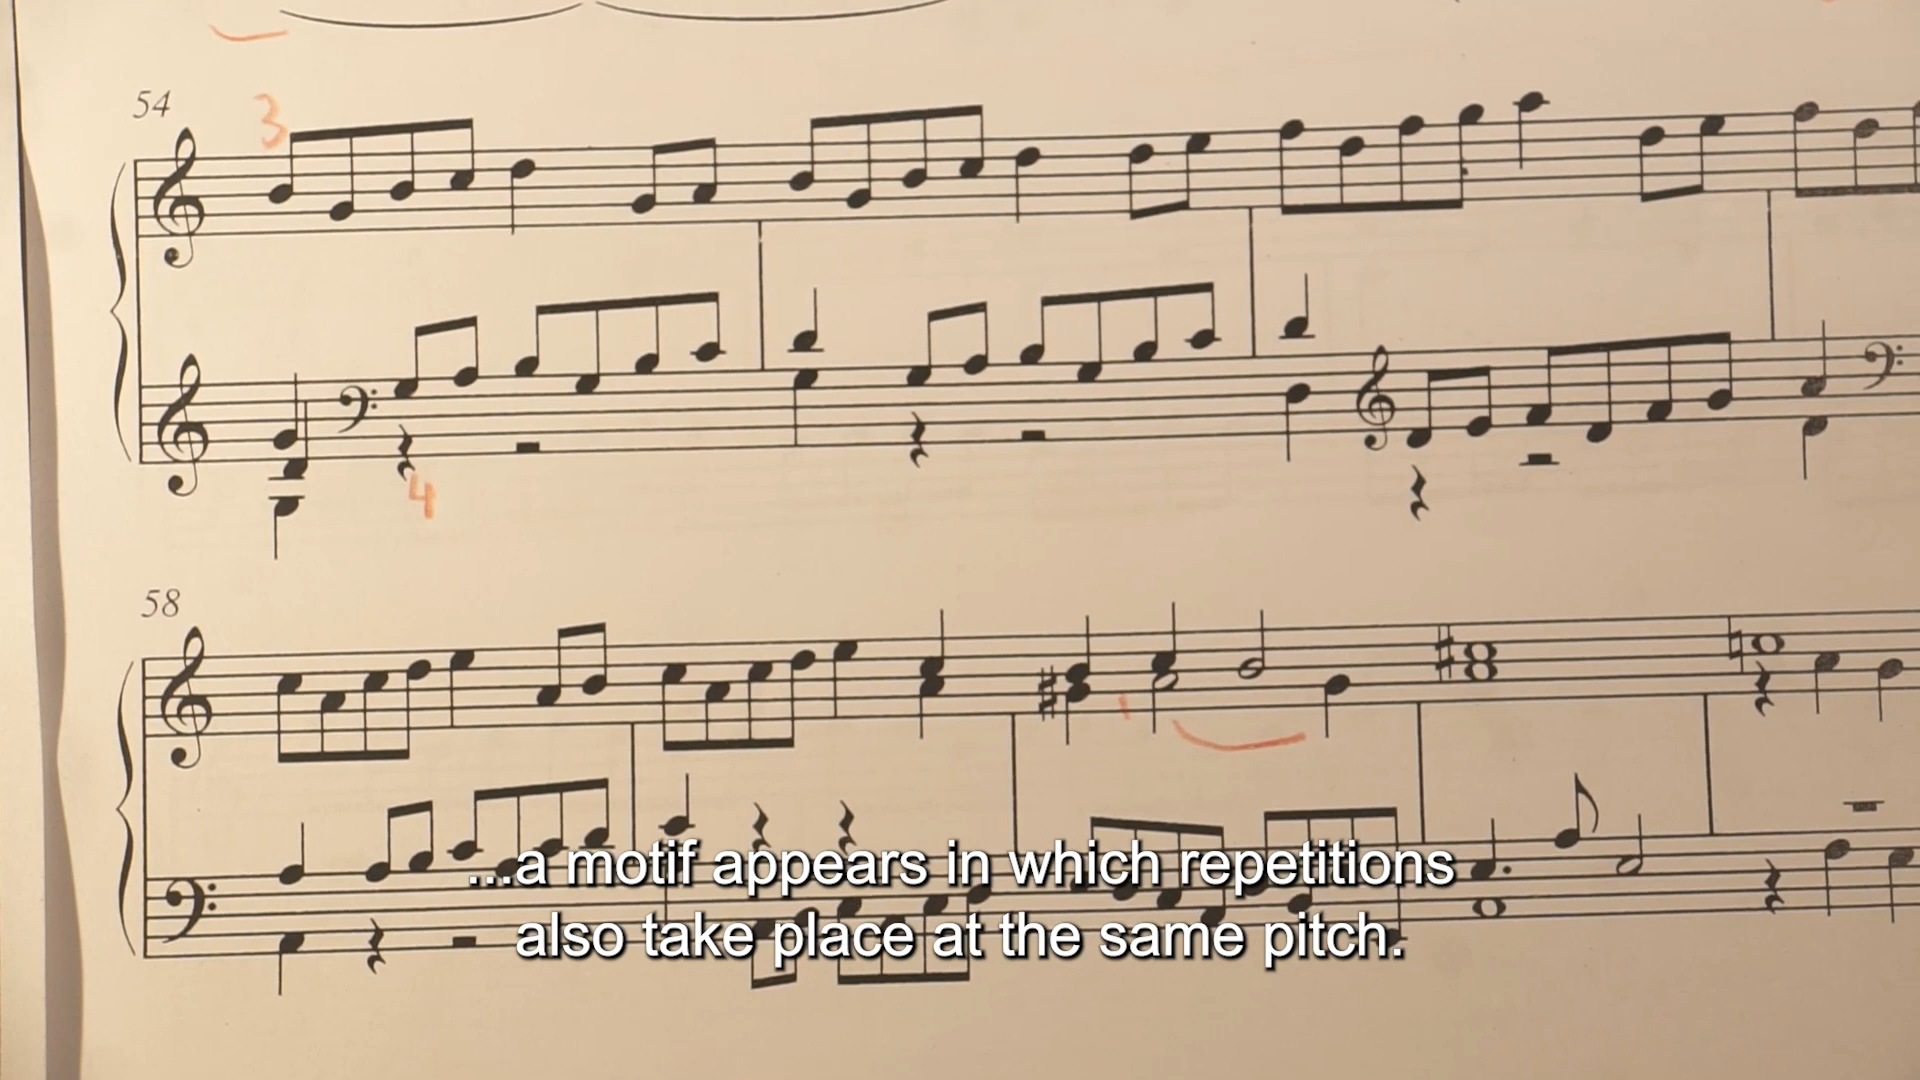 54
3
4
58
...a motif appears in which repetitions
also take place at the same pitch.